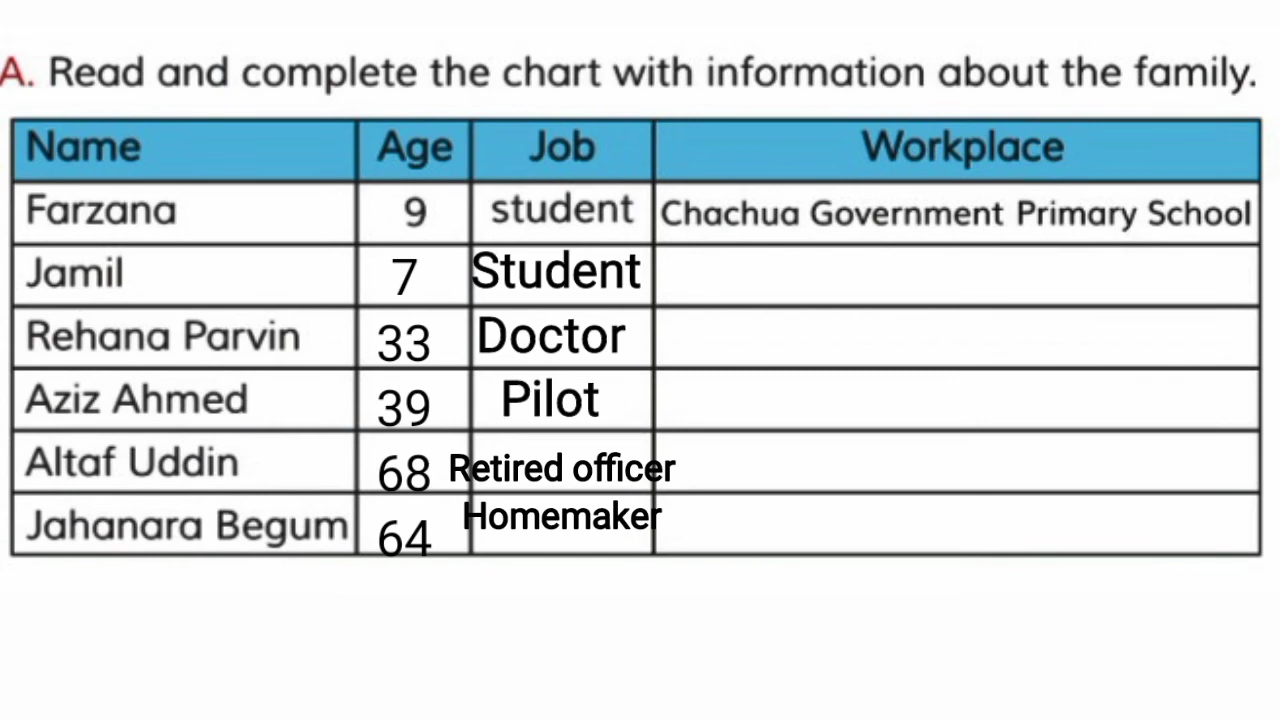 A. Read and complete the chart with information about the family.
Name Age Job Workplace
Farzana 9 student Chachua Government Primary School
Jamil 7 Student
Rehana Parvin 33 Doctor
Aziz Ahmed 39 Pilot
Altaf Uddin 68 Retired officer
Jahanara Begum 64 Homemaker